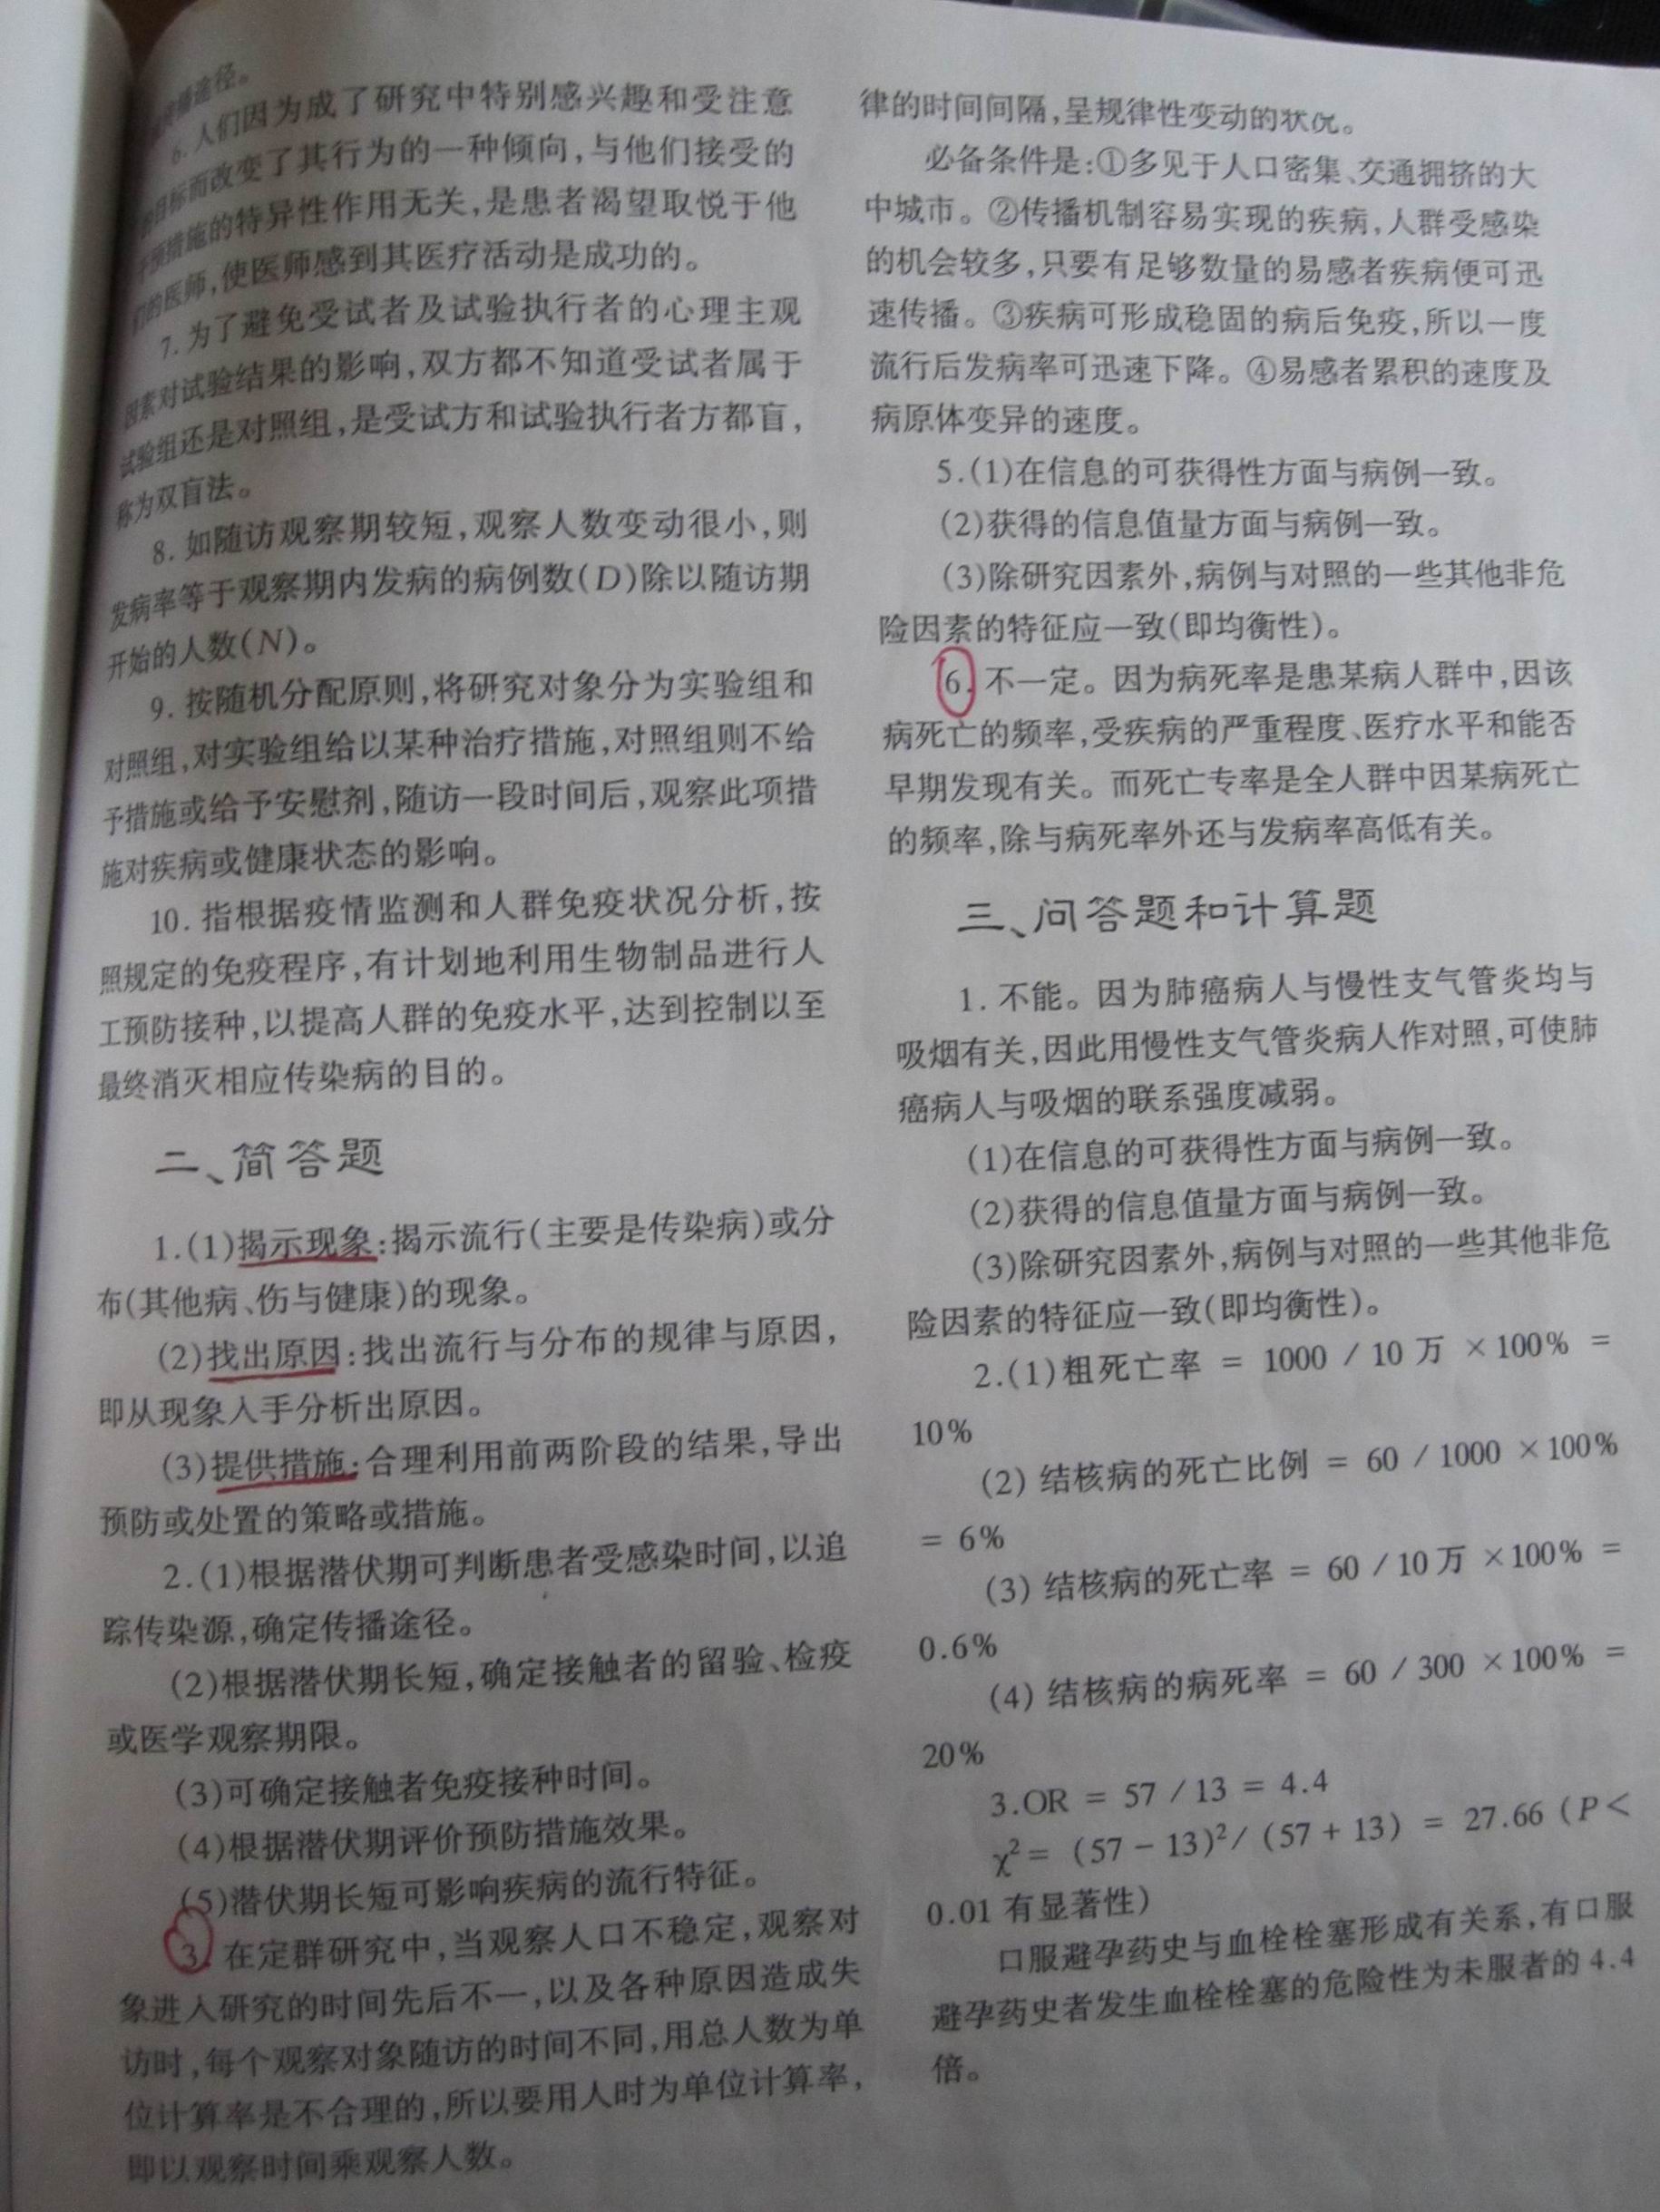 传播途径。
6. 人们因为成了研究中特别感兴趣和受注意
的目标而改变了其行为的一种倾向,与他们接受的
干预措施的特异性作用无关,是患者渴望取悦于他
们的医师,使医师感到其医疗活动是成功的。
7. 为了避免受试者及试验执行者的心理主观
因素对试验结果的影响,双方都不知道受试者属于
试验组还是对照组,是受试方和试验执行者方都盲,
称为双盲法。
8. 如随访观察期较短,观察人数变动很小,则
发病率等于观察期内发病的病例数(D)除以随访期
开始的人数(N)。
9. 按随机分配原则,将研究对象分为实验组和
对照组,对实验组给以某种治疗措施,对照组则不给
予措施或给予安慰剂,随访一段时间后,观察此项措
施对疾病或健康状态的影响。
10. 指根据疫情监测和人群免疫状况分析,按
照规定的免疫程序,有计划地利用生物制品进行人
工预防接种,以提高人群的免疫水平,达到控制以至
最终消灭相应传染病的目的。
二、简答题
1.(1)揭示现象:揭示流行(主要是传染病)或分
布(其他病、伤与健康)的现象。
(2)找出原因:找出流行与分布的规律与原因,
即从现象入手分析出原因。
(3)提供措施:合理利用前两阶段的结果,导出
预防或处置的策略或措施。
2.(1)根据潜伏期可判断患者受感染时间,以追
踪传染源,确定传播途径。
(2)根据潜伏期长短,确定接触者的留验、检疫
或医学观察期限。
(3)可确定接触者免疫接种时间。
(4)根据潜伏期评价预防措施效果。
(5)潜伏期长短可影响疾病的流行特征。
3. 在定群研究中,当观察人口不稳定,观察对
象进入研究的时间先后不一,以及各种原因造成失
访时,每个观察对象随访的时间不同,用总人数为单
位计算率是不合理的,所以要用人时为单位计算率,
即以观察时间乘观察人数。
律的时间间隔,呈规律性变动的状况。
必备条件是:①多见于人口密集、交通拥挤的大
中城市。②传播机制容易实现的疾病,人群受感染
的机会较多,只要有足够数量的易感者疾病便可迅
速传播。③疾病可形成稳固的病后免疫,所以一度
流行后发病率可迅速下降。④易感者累积的速度及
病原体变异的速度。
5.(1)在信息的可获得性方面与病例一致。
(2)获得的信息值量方面与病例一致。
(3)除研究因素外,病例与对照的一些其他非危
险因素的特征应一致(即均衡性)。
6. 不一定。因为病死率是患某病人群中,因该
病死亡的频率,受疾病的严重程度、医疗水平和能否
早期发现有关。而死亡专率是全人群中因某病死亡
的频率,除与病死率外还与发病率高低有关。
三、问答题和计算题
1. 不能。因为肺癌病人与慢性支气管炎均与
吸烟有关,因此用慢性支气管炎病人作对照,可使肺
癌病人与吸烟的联系强度减弱。
(1)在信息的可获得性方面与病例一致。
(2)获得的信息值量方面与病例一致。
(3)除研究因素外,病例与对照的一些其他非危
险因素的特征应一致(即均衡性)。
2.(1)粗死亡率 = 1000 / 10 万 ×100% =
10%
(2) 结核病的死亡比例 = 60 / 1000 ×100%
= 6%
(3) 结核病的死亡率 = 60 / 10 万 ×100% =
0.6%
(4) 结核病的病死率 = 60 / 300 ×100% =
20%
3.OR = 57 / 13 = 4.4
χ²= (57 - 13)²/ (57 + 13) = 27.66 (P<
0.01 有显著性)
口服避孕药史与血栓栓塞形成有关系,有口服
避孕药史者发生血栓栓塞的危险性为未服者的 4.4
倍。